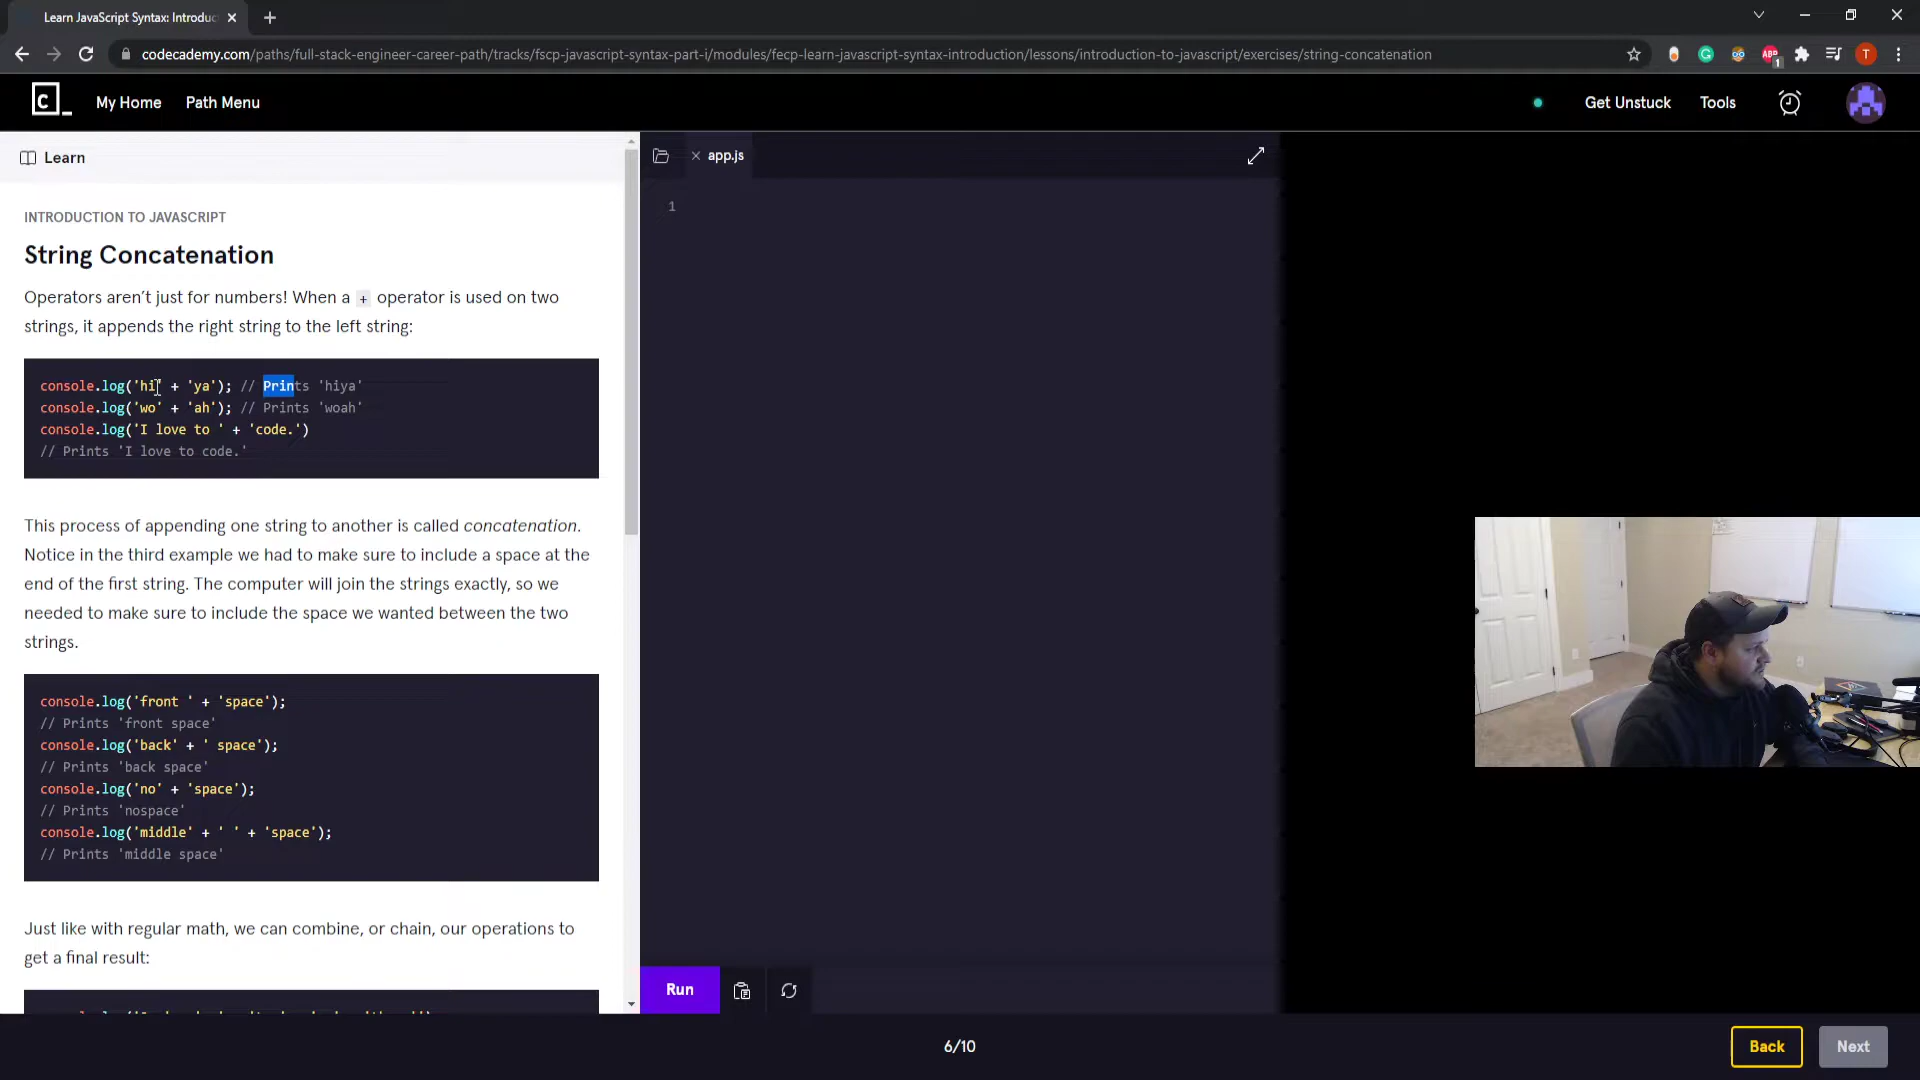 Learn JavaScript Syntax: Introduc
codecademy.com/paths/full-stack-engineer-career-path/tracks/fscp-javascript-syntax-part-i/modules/fecp-learn-javascript-syntax-introduction/lessons/introduction-to-javascript/exercises/string-concatenation
ABP
1
T
C
My Home
Path Menu
Get Unstuck
Tools
Learn
app.js
1
INTRODUCTION TO JAVASCRIPT
String Concatenation
Operators aren't just for numbers! When a + operator is used on two
strings, it appends the right string to the left string:
console.log('hi' + 'ya'); // Prints 'hiya'
console.log('wo' + 'ah'); // Prints 'woah'
console.log('I love to ' + 'code.')
// Prints 'I love to code.'
This process of appending one string to another is called concatenation.
Notice in the third example we had to make sure to include a space at the
end of the first string. The computer will join the strings exactly, so we
needed to make sure to include the space we wanted between the two
strings.
console.log('front ' + 'space');
// Prints 'front space'
console.log('back' + ' space');
// Prints 'back space'
console.log('no' + 'space');
// Prints 'nospace'
console.log('middle' + ' ' + 'space');
// Prints 'middle space'
Just like with regular math, we can combine, or chain, our operations to
get a final result:
Run
6/10
Back
Next